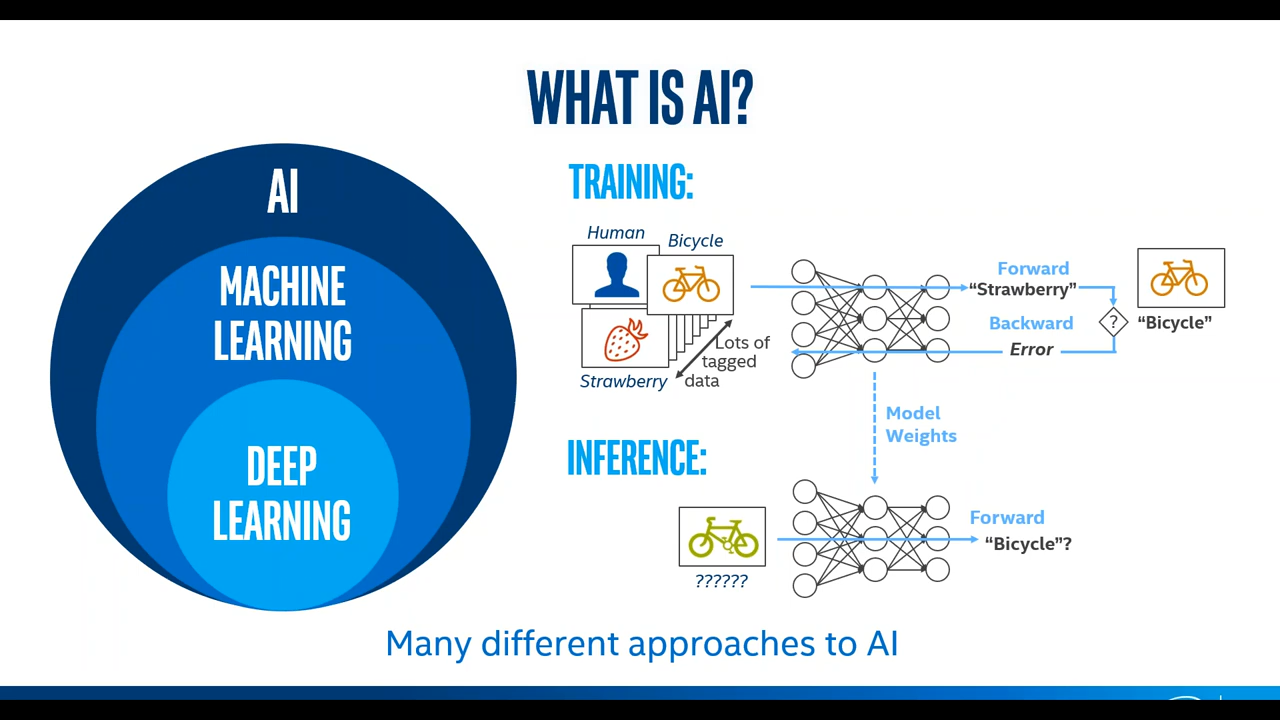 WHAT IS AI?
AI
MACHINE
LEARNING
DEEP
LEARNING
TRAINING:
Human
Bicycle
Strawberry
Lots of
tagged
data
Forward
“Strawberry”
Backward
Error
?
“Bicycle”
Model
Weights
INFERENCE:
??????
Forward
“Bicycle”?
Many different approaches to AI